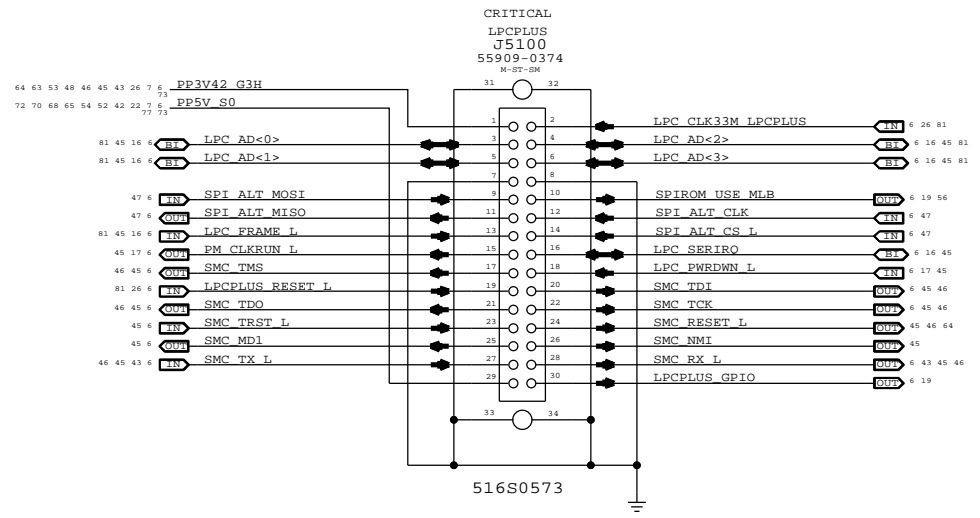 CRITICAL
LPCPLUS
J5100
55909-0374
M-ST-SM
31 32
64 63 53 48 46 45 43 26 7 6 PP3V42_G3H
73
72 70 68 65 54 52 42 22 7 6 PP5V_S0
77 73
1 2 LPC_CLK33M_LPCPLUS IN 6 26 81
81 45 16 6 BI LPC_AD<0> 3 4 LPC_AD<2> BI 6 16 45 81
81 45 16 6 BI LPC_AD<1> 5 6 LPC_AD<3> BI 6 16 45 81
7 8
47 6 IN SPI_ALT_MOSI 9 10 SPIROM_USE_MLB OUT 6 19 56
47 6 OUT SPI_ALT_MISO 11 12 SPI_ALT_CLK IN 6 47
81 45 16 6 IN LPC_FRAME_L 13 14 SPI_ALT_CS_L IN 6 47
45 17 6 OUT PM_CLKRUN_L 15 16 LPC_SERIRQ BI 6 16 45
46 45 6 OUT SMC_TMS 17 18 LPC_PWRDWN_L IN 6 17 45
81 26 6 IN LPCPLUS_RESET_L 19 20 SMC_TDI OUT 6 45 46
46 45 6 OUT SMC_TDO 21 22 SMC_TCK OUT 6 45 46
45 6 IN SMC_TRST_L 23 24 SMC_RESET_L OUT 45 46 64
45 6 OUT SMC_MD1 25 26 SMC_NMI OUT 45
46 45 43 6 IN SMC_TX_L 27 28 SMC_RX_L OUT 6 43 45 46
29 30 LPCPLUS_GPIO OUT 6 19
33 34
516S0573